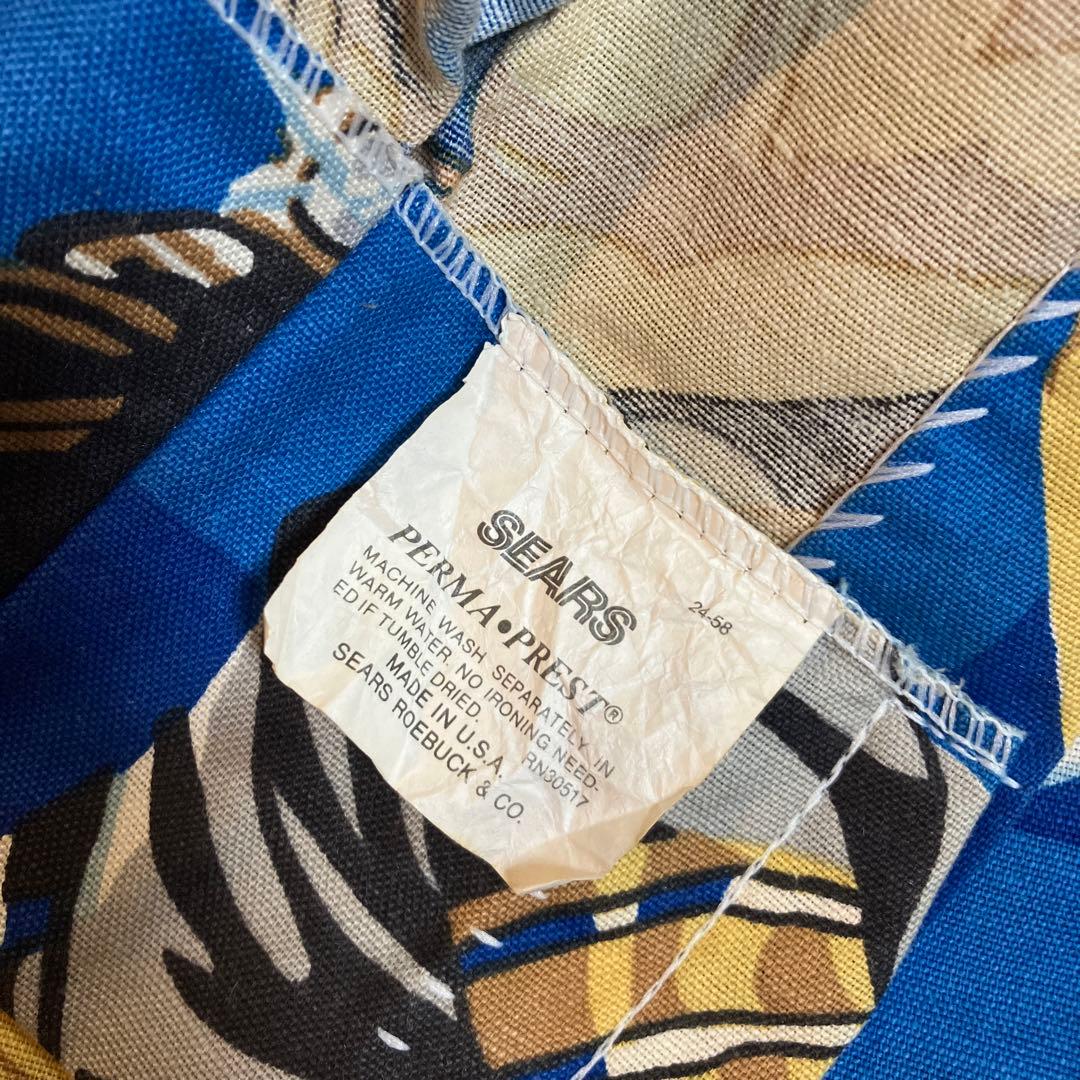 24-58
SEARS
PERMA•PREST®
MACHINE WASH SEPARATELY IN
WARM WATER. NO IRONING NEED-
ED IF TUMBLE DRIED. RN30517
MADE IN U.S.A.
SEARS ROEBUCK & CO.